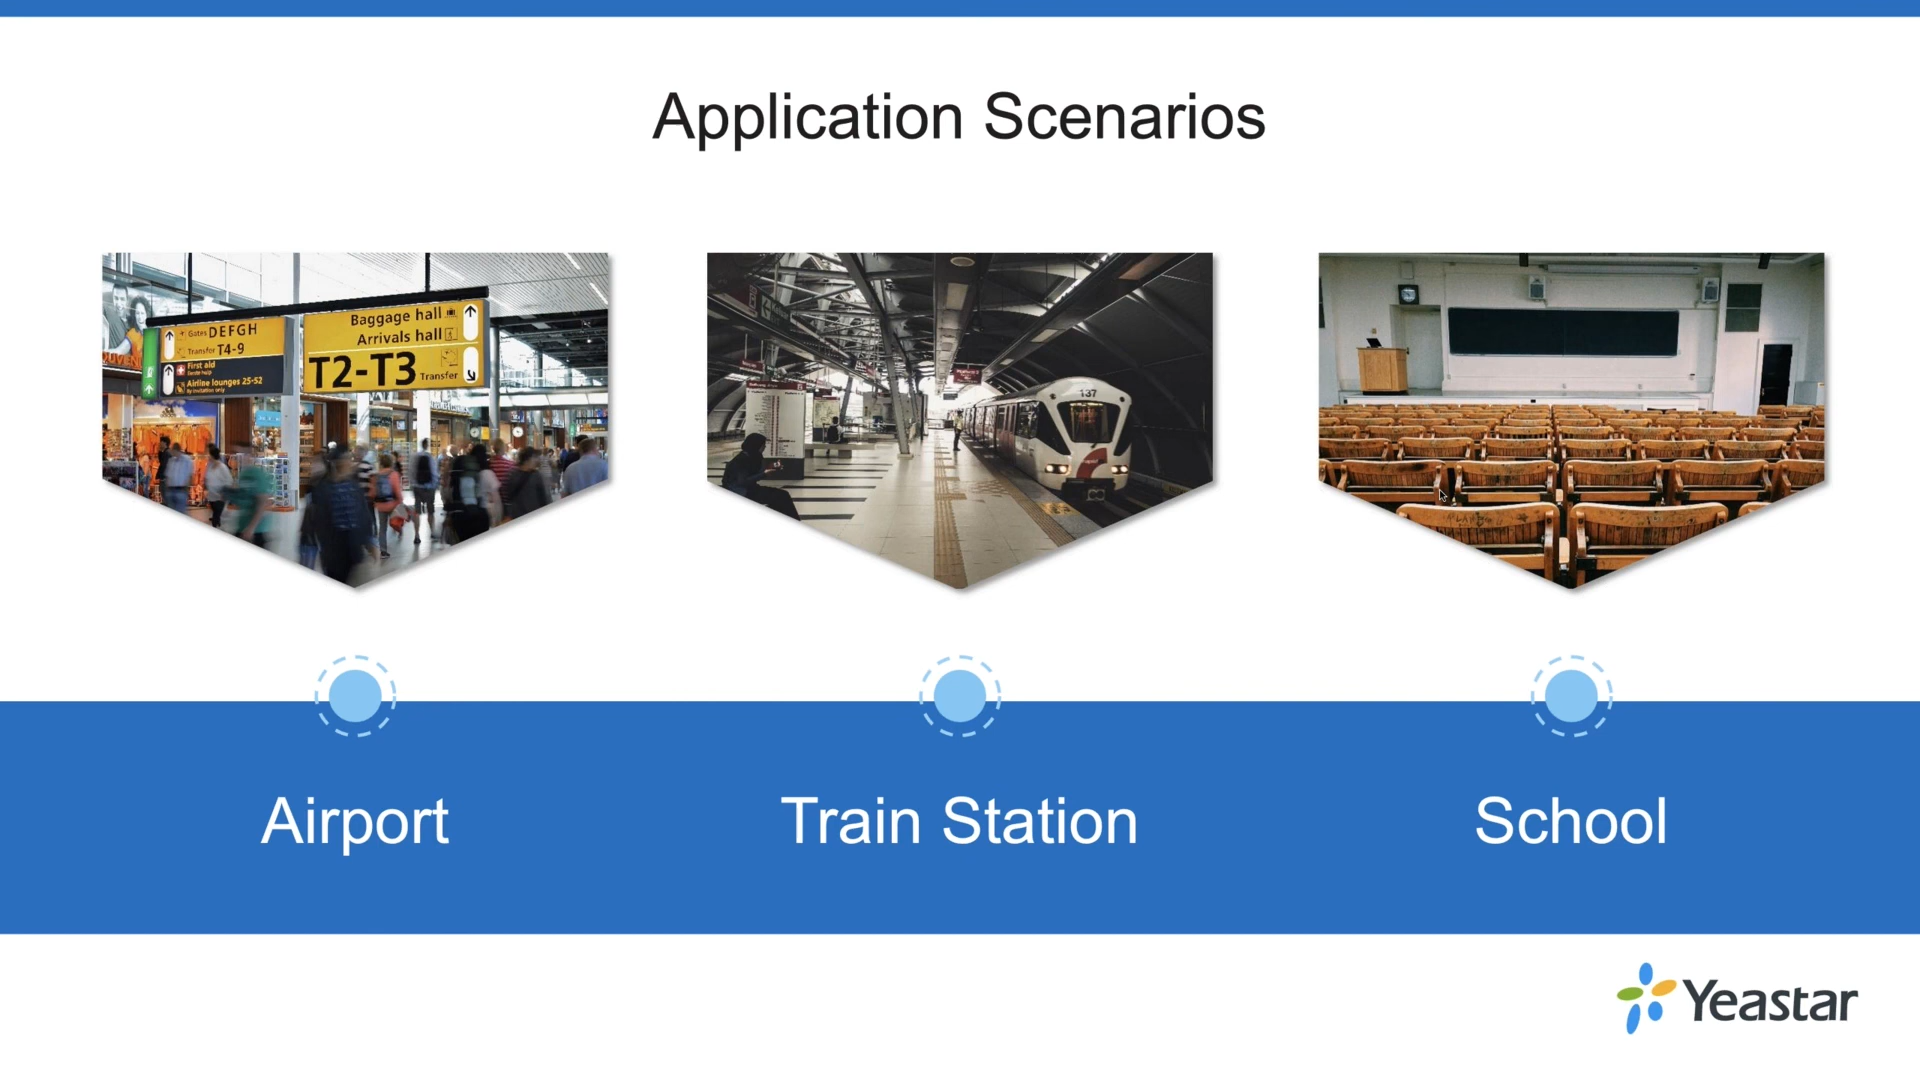 Application Scenarios
Gates DEFGH
Transfer T4-9
First aid
Airline lounges 25-52
Baggage hall
Arrivals hall
T2-T3 Transfer
137
Airport
Train Station
School
Yeastar